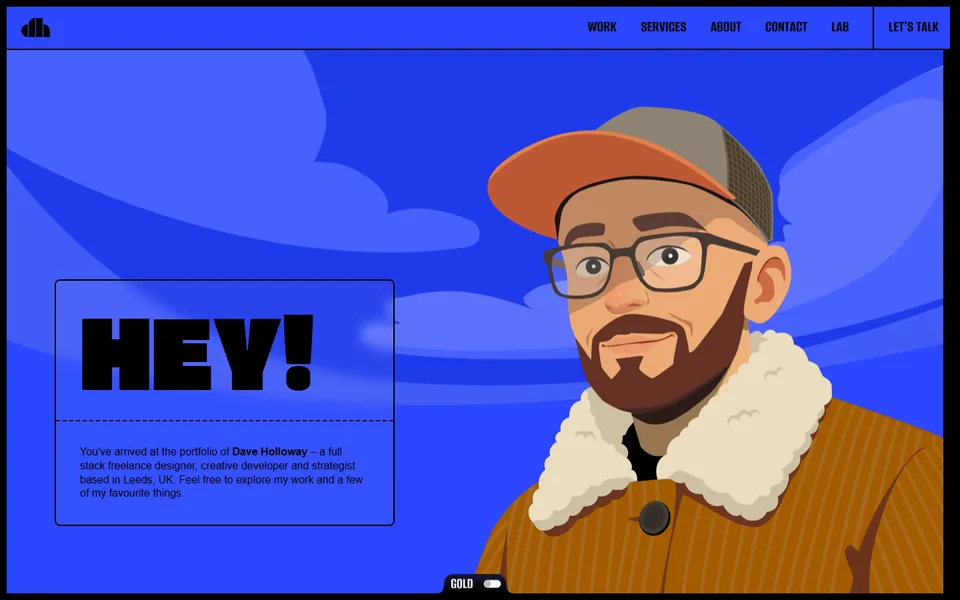 dh
WORK
SERVICES
ABOUT
CONTACT
LAB
LET'S TALK
HEY!
You've arrived at the portfolio of Dave Holloway – a full
stack freelance designer, creative developer and strategist
based in Leeds, UK. Feel free to explore my work and a few
of my favourite things.
GOLD